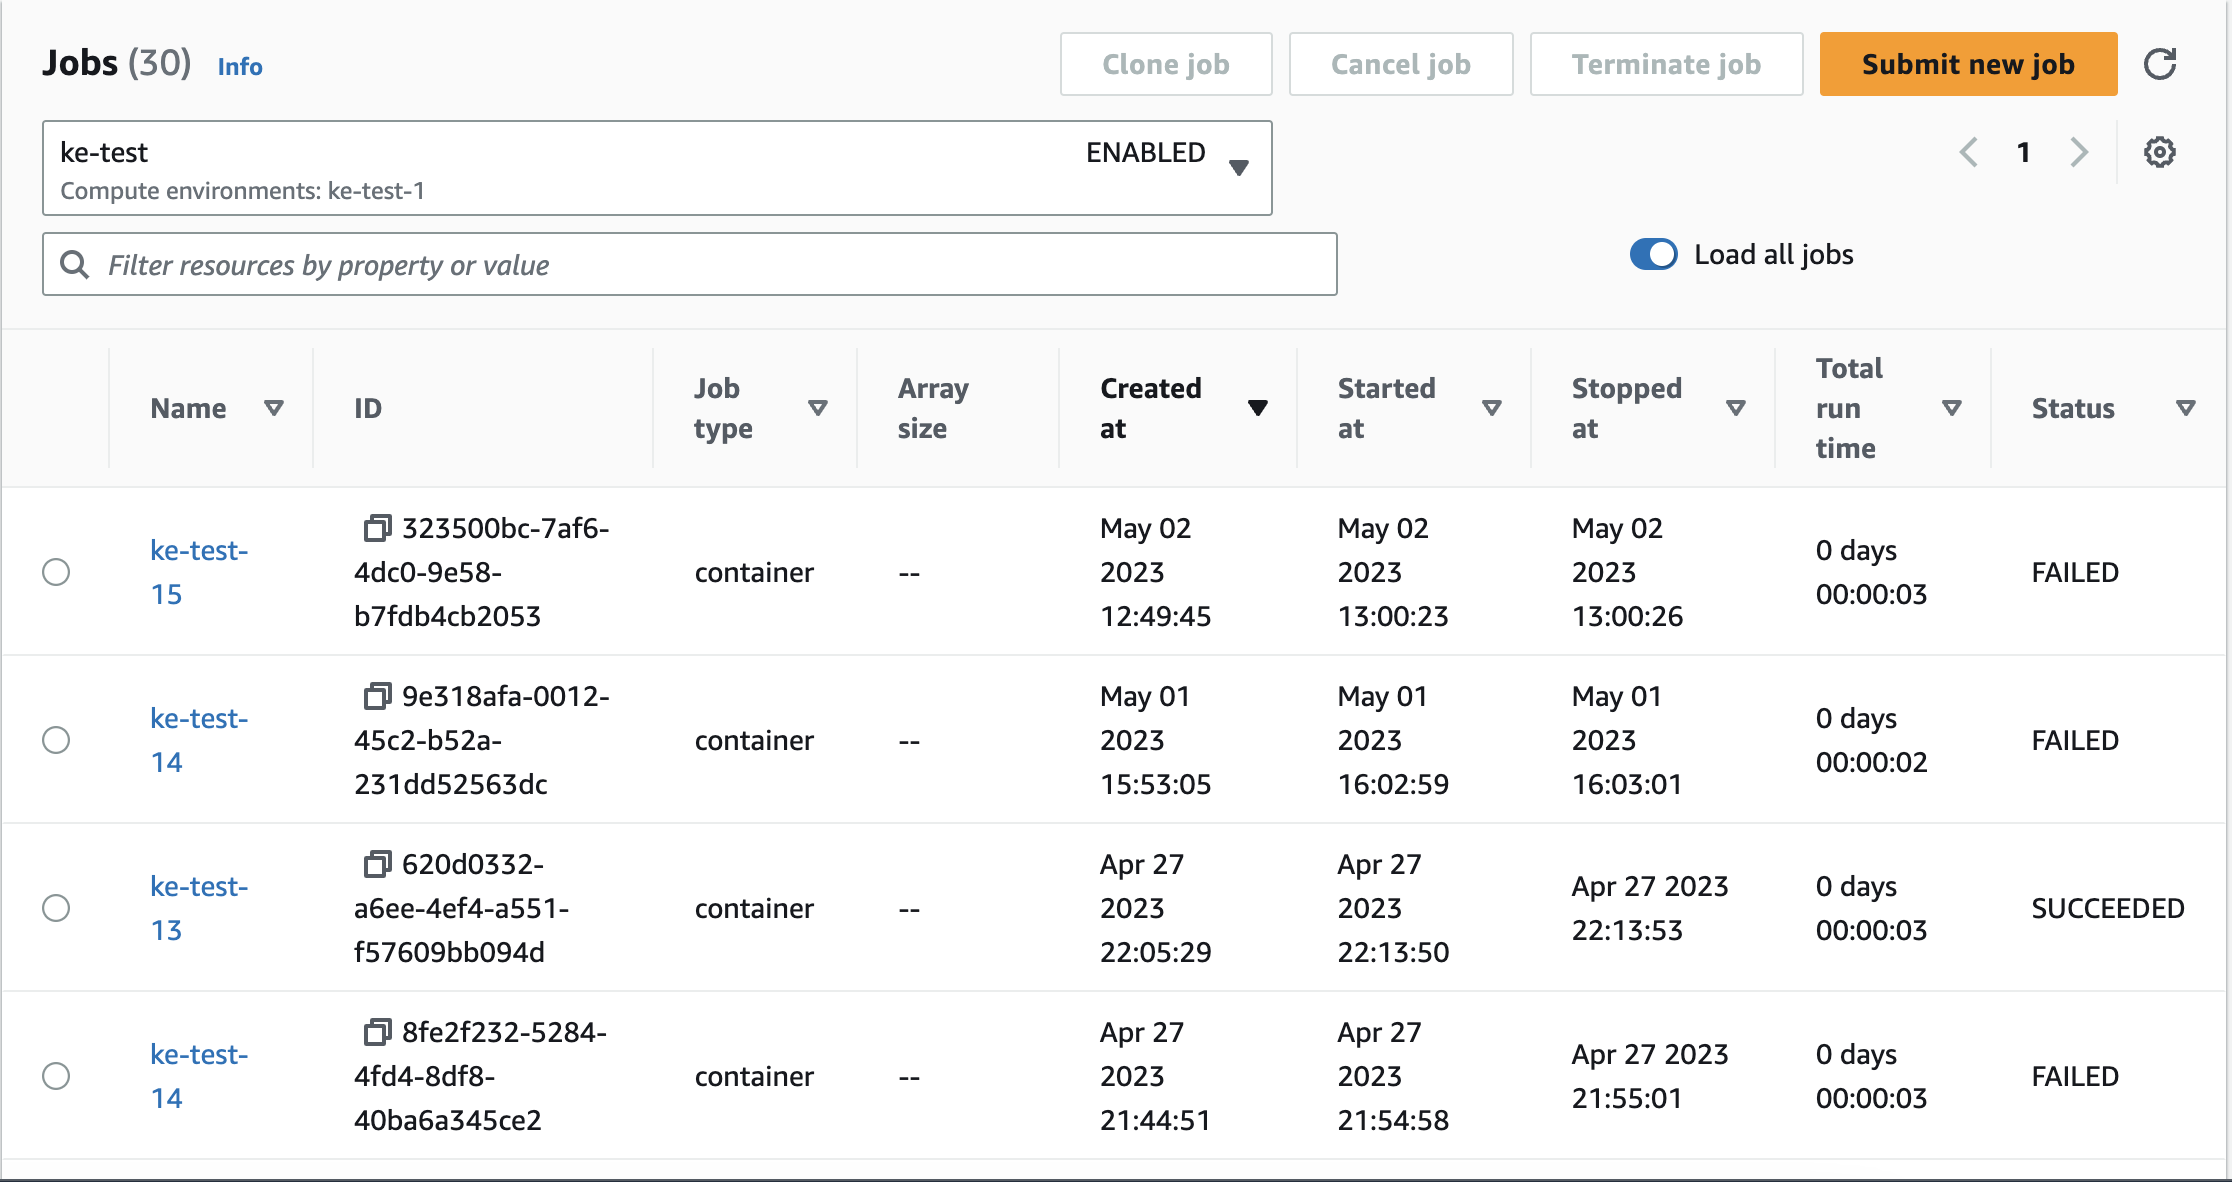 Jobs (30) Info
Clone job
Cancel job
Terminate job
Submit new job
ke-test
ENABLED
Compute environments: ke-test-1
1
Filter resources by property or value
Load all jobs
Name
ID
Job
type
Array
size
Created
at
Started
at
Stopped
at
Total
run
time
Status
ke-test-
15
323500bc-7af6-
4dc0-9e58-
b7fdb4cb2053
container
--
May 02
2023
12:49:45
May 02
2023
13:00:23
May 02
2023
13:00:26
0 days
00:00:03
FAILED
ke-test-
14
9e318afa-0012-
45c2-b52a-
231dd52563dc
container
--
May 01
2023
15:53:05
May 01
2023
16:02:59
May 01
2023
16:03:01
0 days
00:00:02
FAILED
ke-test-
13
620d0332-
a6ee-4ef4-a551-
f57609bb094d
container
--
Apr 27
2023
22:05:29
Apr 27
2023
22:13:50
Apr 27 2023
22:13:53
0 days
00:00:03
SUCCEEDED
ke-test-
14
8fe2f232-5284-
4fd4-8df8-
40ba6a345ce2
container
--
Apr 27
2023
21:44:51
Apr 27
2023
21:54:58
Apr 27 2023
21:55:01
0 days
00:00:03
FAILED